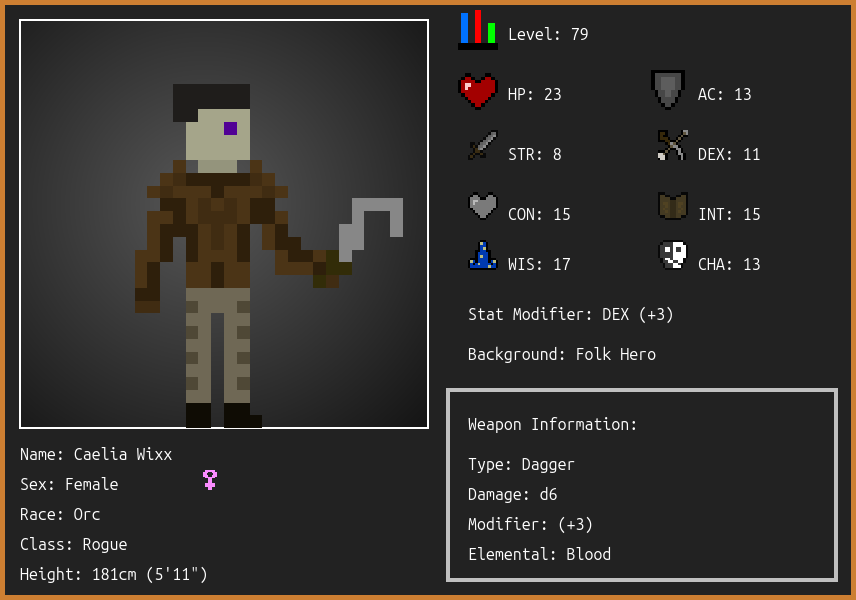 Level: 79
HP: 23
AC: 13
STR: 8
DEX: 11
CON: 15
INT: 15
WIS: 17
CHA: 13
Stat Modifier: DEX (+3)
Background: Folk Hero
Weapon Information:
Type: Dagger
Damage: d6
Modifier: (+3)
Elemental: Blood
Name: Caelia Wixx
Sex: Female
Race: Orc
Class: Rogue
Height: 181cm (5'11")